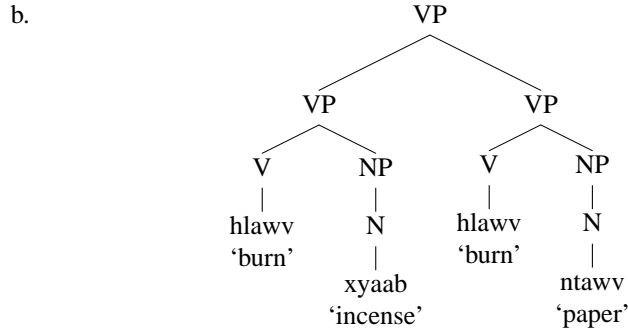 b.
VP
VP VP
V NP V NP
hlawv N hlawv N
‘burn’ ‘burn’
xyaab ntawv
‘incense’ ‘paper’